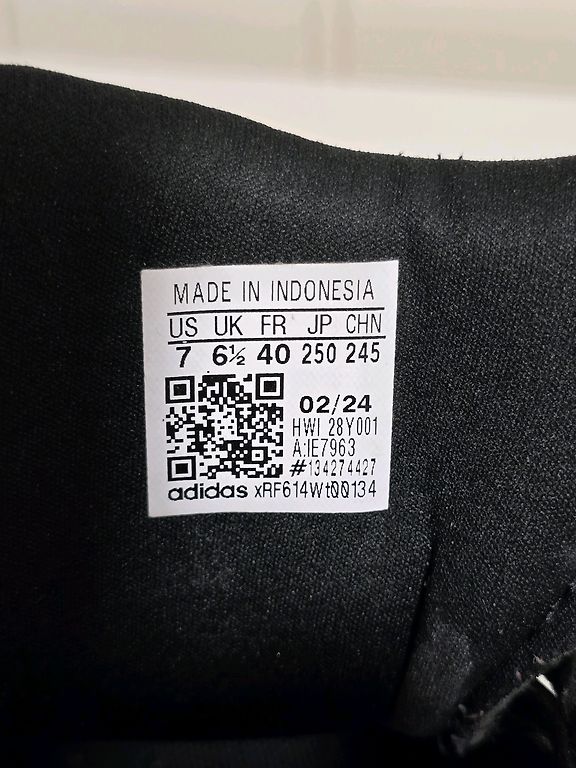 MADE IN INDONESIA
US UK FR JP CHN
7 6½ 40 250 245
02/24
HWI 28Y001
A:IE7963
#134274427
adidas xRF614Wt00134